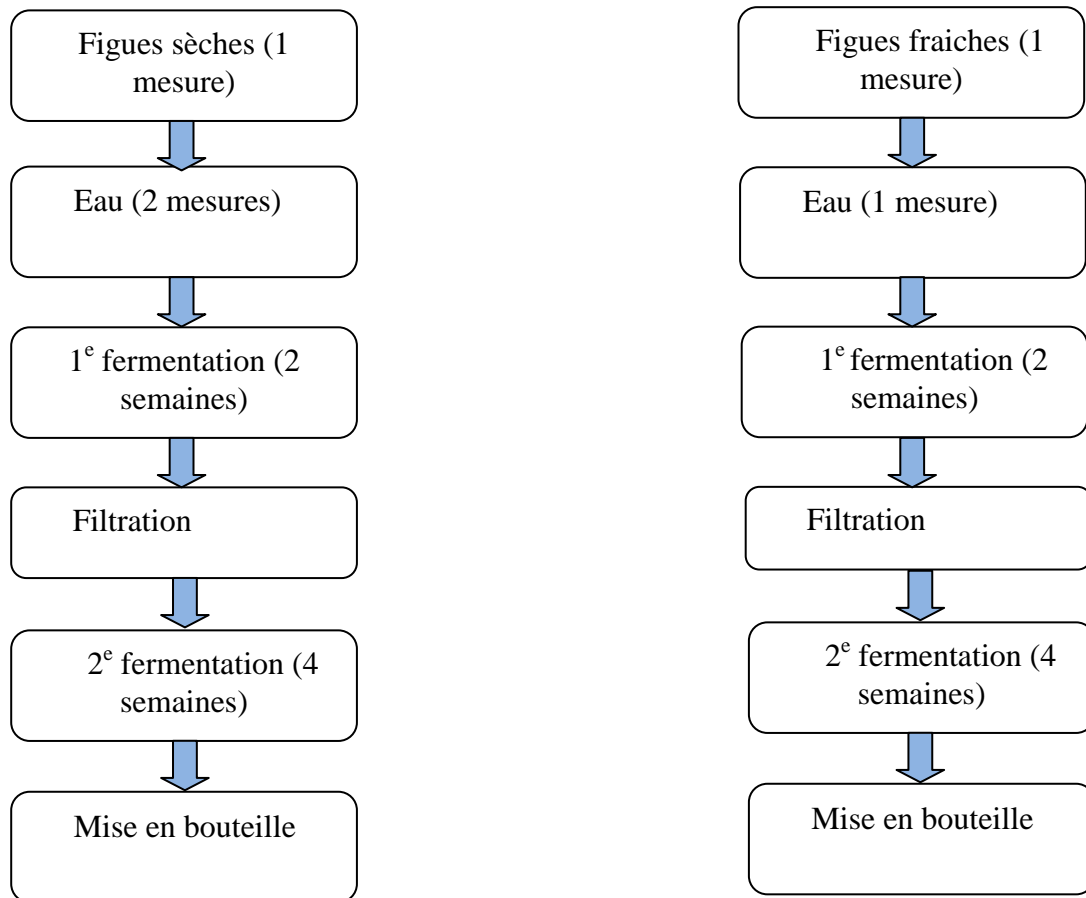 Figues sèches (1
mesure)
Eau (2 mesures)
1e fermentation (2
semaines)
Filtration
2e fermentation (4
semaines)
Mise en bouteille
Figues fraiches (1
mesure)
Eau (1 mesure)
1e fermentation (2
semaines)
Filtration
2e fermentation (4
semaines)
Mise en bouteille